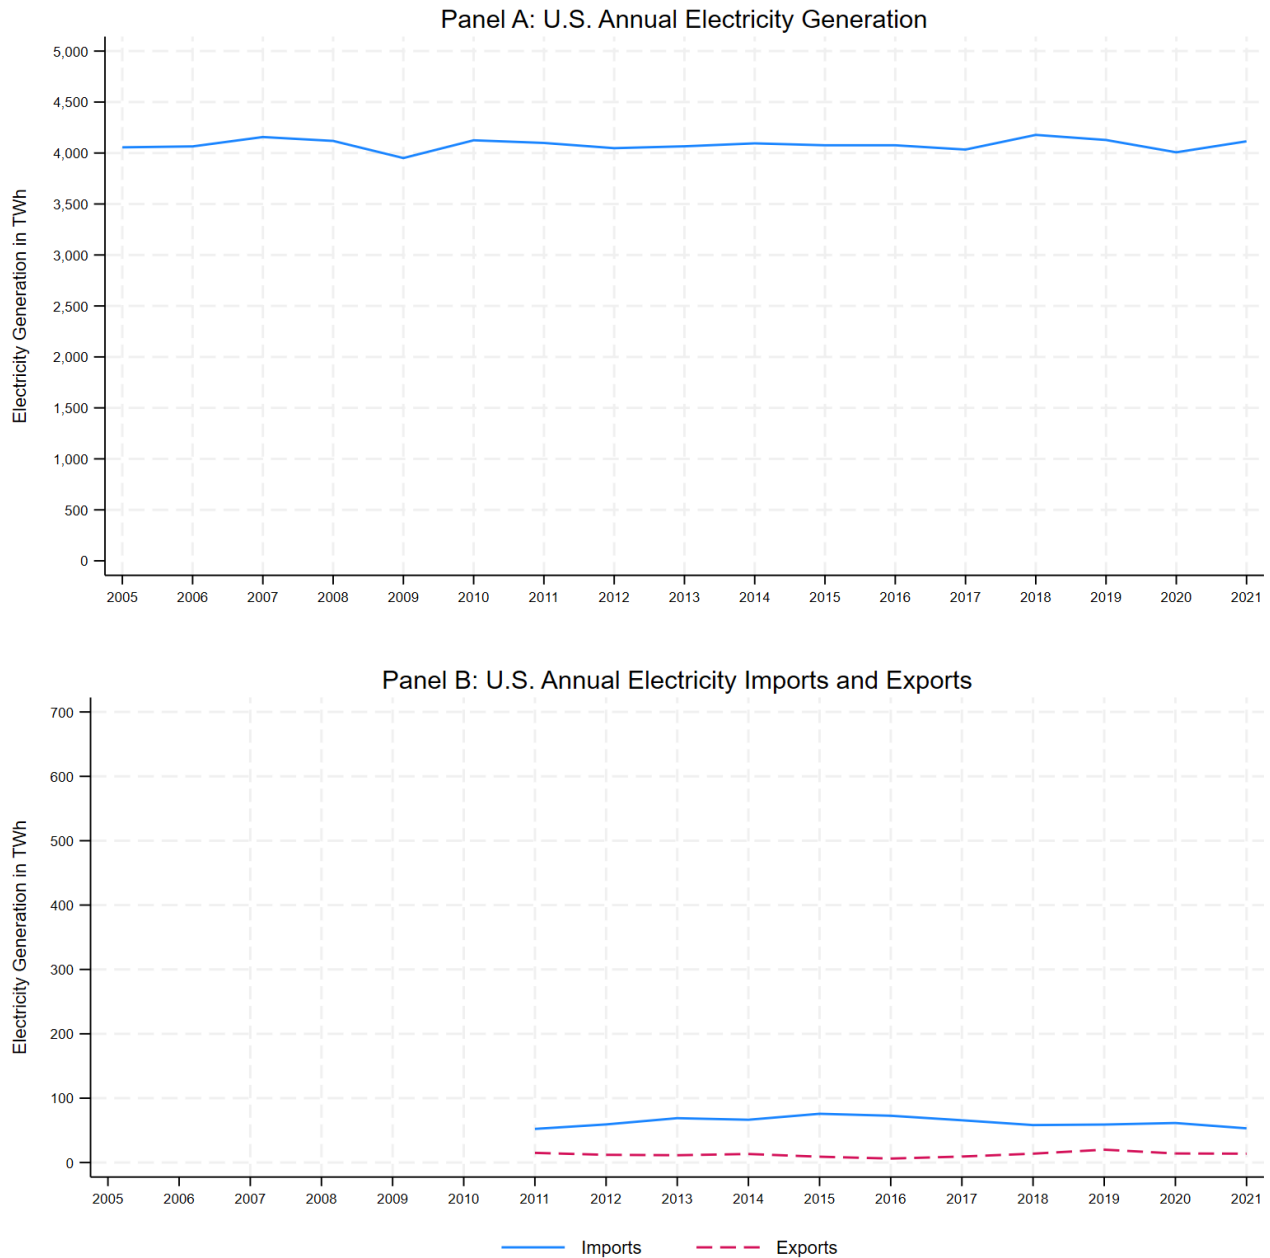 Panel A: U.S. Annual Electricity Generation
Electricity Generation in TWh
5,000
4,500
4,000
3,500
3,000
2,500
2,000
1,500
1,000
500
0
2005 2006 2007 2008 2009 2010 2011 2012 2013 2014 2015 2016 2017 2018 2019 2020 2021
Panel B: U.S. Annual Electricity Imports and Exports
Electricity Generation in TWh
700
600
500
400
300
200
100
0
2005 2006 2007 2008 2009 2010 2011 2012 2013 2014 2015 2016 2017 2018 2019 2020 2021
Imports Exports